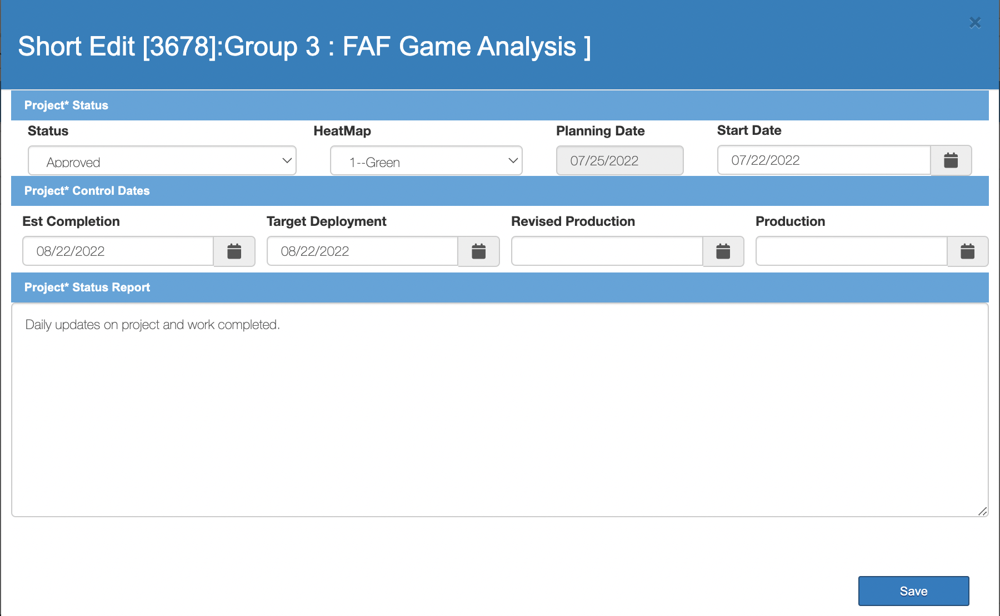 Short Edit [3678]:Group 3 : FAF Game Analysis ]
Project* Status
Status HeatMap Planning Date Start Date
Approved 1--Green 07/25/2022 07/22/2022
Project* Control Dates
Est Completion Target Deployment Revised Production Production
08/22/2022 08/22/2022
Project* Status Report
Daily updates on project and work completed.
Save